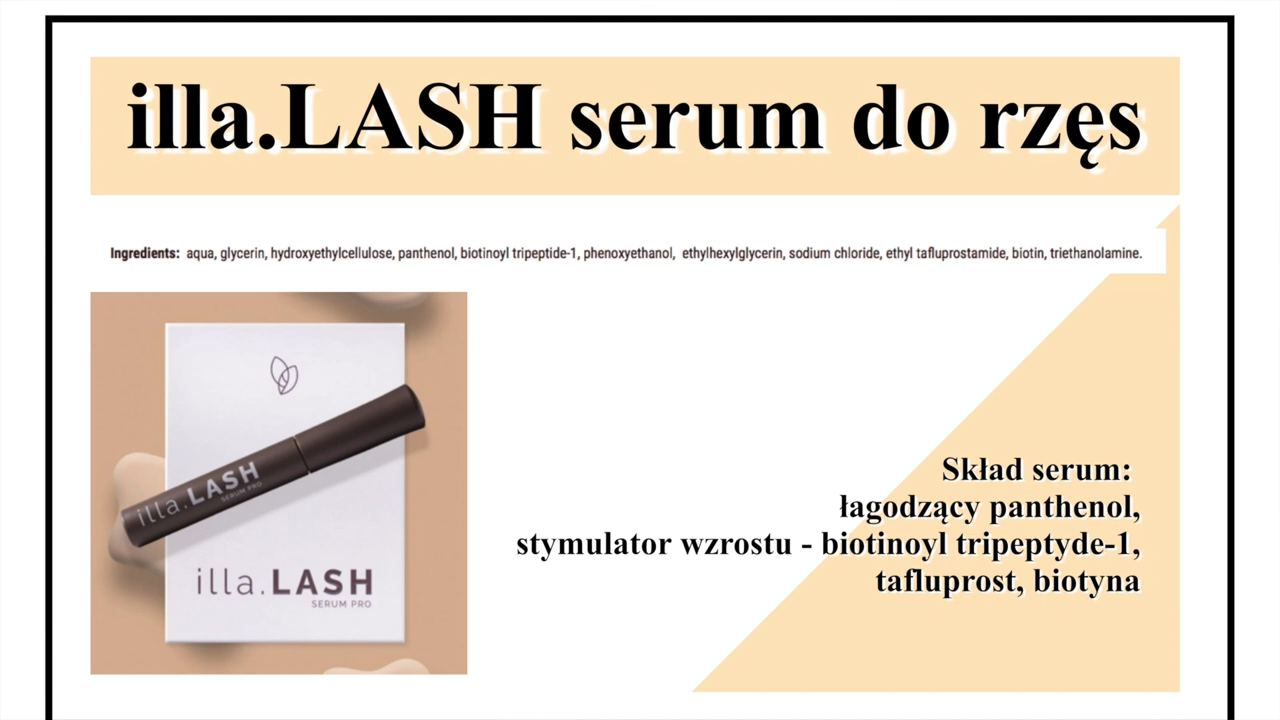 illa.LASH serum do rzęs
Ingredients: aqua, glycerin, hydroxyethylcellulose, panthenol, biotinoyl tripeptide-1, phenoxyethanol, ethylhexylglycerin, sodium chloride, ethyl tafluprostamide, biotin, triethanolamine.
illa.LASH
SERUM PRO
illa.LASH
SERUM PRO
Skład serum:
łagodzący panthenol,
stymulator wzrostu - biotinoyl tripeptyde-1,
tafluprost, biotyna